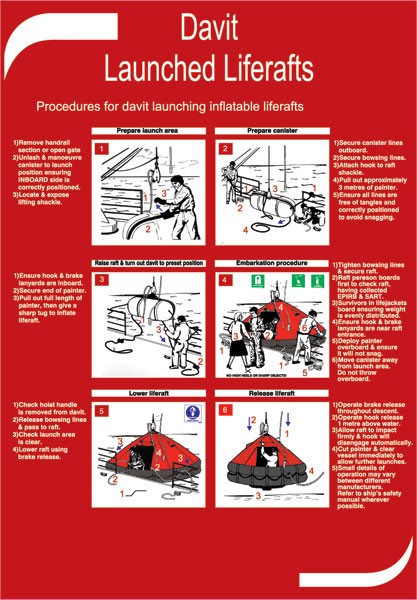 Davit
Launched Liferafts
Procedures for davit launching inflatable liferafts
Prepare launch area
1)Remove handrail
section or open gate
2)Unlash & manoeuvre
canister to launch
position ensuring
INBOARD side is
correctly positioned.
3)Locate & expose
lifting shackle.
1
1
3
2
Prepare canister
2
3
1
1
5
4
2
1)Secure canister lines
outboard.
2)Secure bowsing lines.
3)Attach hook to raft
shackle.
4)Pull out approximately
3 metres of painter.
5)Ensure all lines are
free of tangles and
correctly positioned
to avoid snagging.
Raise raft & turn out davit to preset position
1)Ensure hook & brake
lanyards are inboard.
2)Secure end of painter.
3)Pull out full length of
painter, then give a
sharp tug to inflate
liferaft.
3
1
3
2
Embarkation procedure
4
4
1
3
2
6
5
NO HIGH HEELS OR SHARP OBJECTS!
1)Tighten bowsing lines
& secure raft.
2)Raft pereson boards
first to check raft,
having collected
EPIRB & SART.
3)Survivors in lifejackets
board ensuring weight
is evenly distributed.
4)Ensure hook & brake
lanyards are near raft
entrance.
5)Deploy painter
overboard & ensure
it will not snag.
6)Move canister away
from launch area.
Do not throw
overboard.
Lower liferaft
1)Check hoist handle
is removed from davit.
2)Release bowsing lines
& pass to raft.
3)Check launch area
is clear.
4)Lower raft using
brake release.
5
4
3
2
1
Release liferaft
6
2
1
4
3
1)Operate brake release
throughout descent.
2)Operate hook release
1 metre above water.
3)Allow raft to impact
firmly & hook will
disengage automatically.
4)Cut painter & clear
vessel immediately to
allow further launches.
5)Small details of
operation may vary
between different
manufacturers.
Refer to ship's safety
manual wherever
possible.